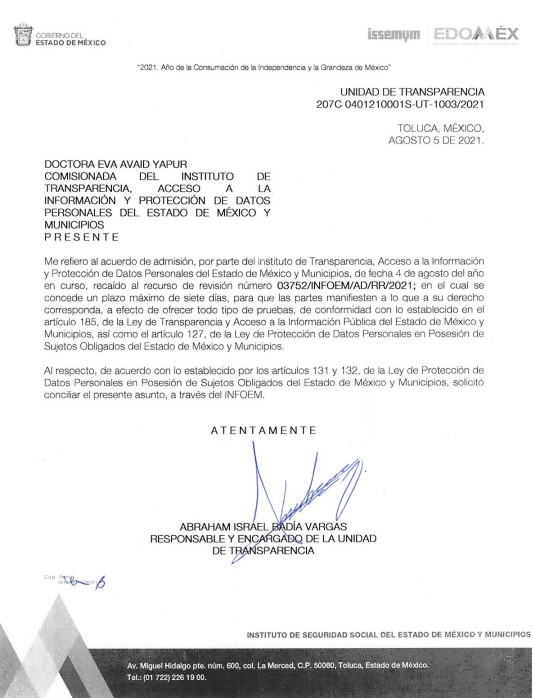 GOBIERNO DEL
ESTADO DE MÉXICO
issemym
EDOMÉX
"2021. Año de la Consumación de la Independencia y la Grandeza de México"
UNIDAD DE TRANSPARENCIA
207C 0401210001S-UT-1003/2021
TOLUCA, MÉXICO,
AGOSTO 5 DE 2021.
DOCTORA EVA AVAID YAPUR
COMISIONADA DEL INSTITUTO DE
TRANSPARENCIA, ACCESO A LA
INFORMACIÓN Y PROTECCIÓN DE DATOS
PERSONALES DEL ESTADO DE MÉXICO Y
MUNICIPIOS
P R E S E N T E
Me refiero al acuerdo de admisión, por parte del instituto de Transparencia, Acceso a la Información
y Protección de Datos Personales del Estado de México y Municipios, de fecha 4 de agosto del año
en curso, recaído al recurso de revisión número 03752/INFOEM/AD/RR/2021; en el cual se
concede un plazo máximo de siete días, para que las partes manifiesten a lo que a su derecho
corresponda, a efecto de ofrecer todo tipo de pruebas, de conformidad con lo establecido en el
artículo 185, de la Ley de Transparencia y Acceso a la Información Pública del Estado de México y
Municipios, así como el artículo 127, de la Ley de Protección de Datos Personales en Posesión de
Sujetos Obligados del Estado de México y Municipios.
Al respecto, de acuerdo con lo establecido por los artículos 131 y 132, de la Ley de Protección de
Datos Personales en Posesión de Sujetos Obligados del Estado de México y Municipios, solicitó
conciliar el presente asunto, a través del INFOEM.
A T E N T A M E N T E
ABRAHAM ISRAEL BADÍA VARGAS
RESPONSABLE Y ENCARGADO DE LA UNIDAD
DE TRANSPARENCIA
INSTITUTO DE SEGURIDAD SOCIAL DEL ESTADO DE MÉXICO Y MUNICIPIOS
Av. Miguel Hidalgo pte. núm. 600, col. La Merced, C.P. 50080, Toluca, Estado de México.
Tel.: (01 722) 226 19 00.